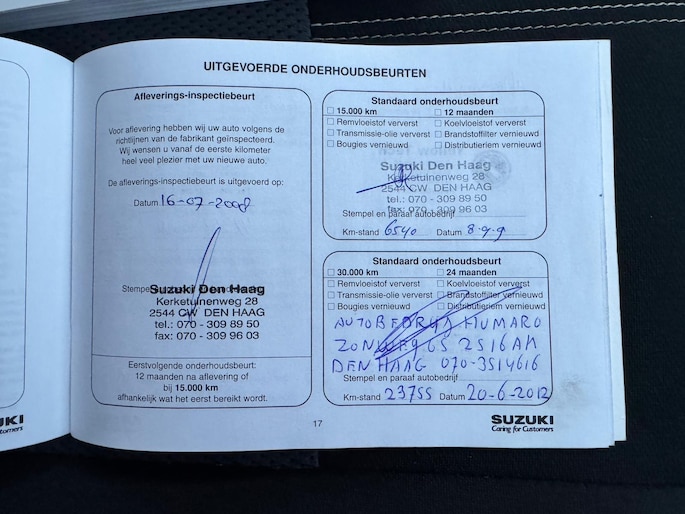 UITGEVOERDE ONDERHOUDSBEURTEN
Afleverings-inspectiebeurt
Voor aflevering hebben wij uw auto volgens de
richtlijnen van de fabrikant geïnspecteerd.
Wij wensen u vanaf de eerste kilometer
heel veel plezier met uw nieuwe auto.
De afleverings-inspectiebeurt is uitgevoerd op:
Datum 16-07-2008
Suzuki Den Haag
Kerketuinenweg 28
2544 CW DEN HAAG
tel.: 070 - 309 89 50
fax: 070 - 309 96 03
Eerstvolgende onderhoudsbeurt:
12 maanden na aflevering of
bij 15.000 km
afhankelijk wat het eerst bereikt wordt.
Standaard onderhoudsbeurt
15.000 km 12 maanden
Remvloeistof ververst Koelvloeistof ververst
Transmissie-olie ververst Brandstoffilter vernieuwd
Bougies vernieuwd Distributieriem vernieuwd
Suzuki Den Haag
Kerketuinenweg 28
2544 CW DEN HAAG
tel.: 070 - 309 89 50
fax: 070 - 309 96 03
Stempel en paraaf autobedrijf
Km-stand 6540 Datum 8-9-9
Standaard onderhoudsbeurt
30.000 km 24 maanden
Remvloeistof ververst Koelvloeistof ververst
Transmissie-olie ververst Brandstoffilter vernieuwd
Bougies vernieuwd Distributieriem vernieuwd
AUTOBEDRIJF HUMARO
ZONWEG 65 2516AM
DEN HAAG 070-3514616
Stempel en paraaf autobedrijf
Km-stand 23755 Datum 20-6-2012
17
SUZUKI
Caring for Customers
UKI
Customers